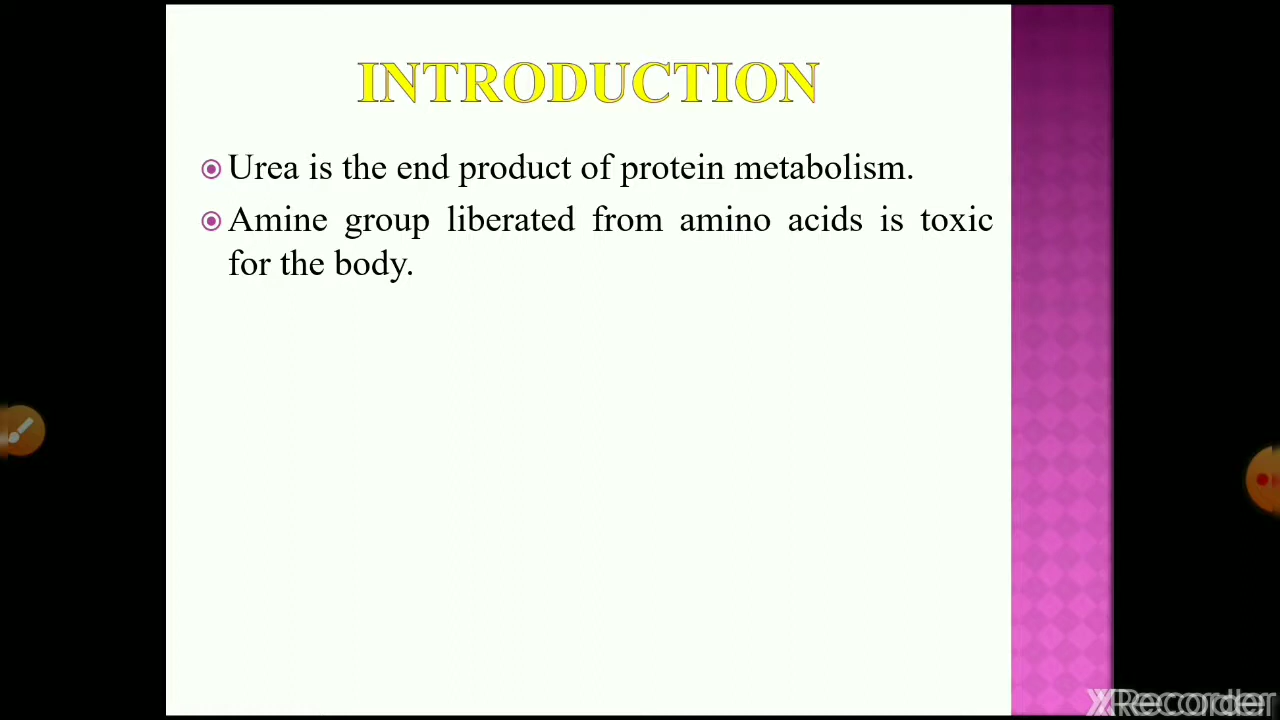 INTRODUCTION
Urea is the end product of protein metabolism.
Amine group liberated from amino acids is toxic
for the body.
XRecorder